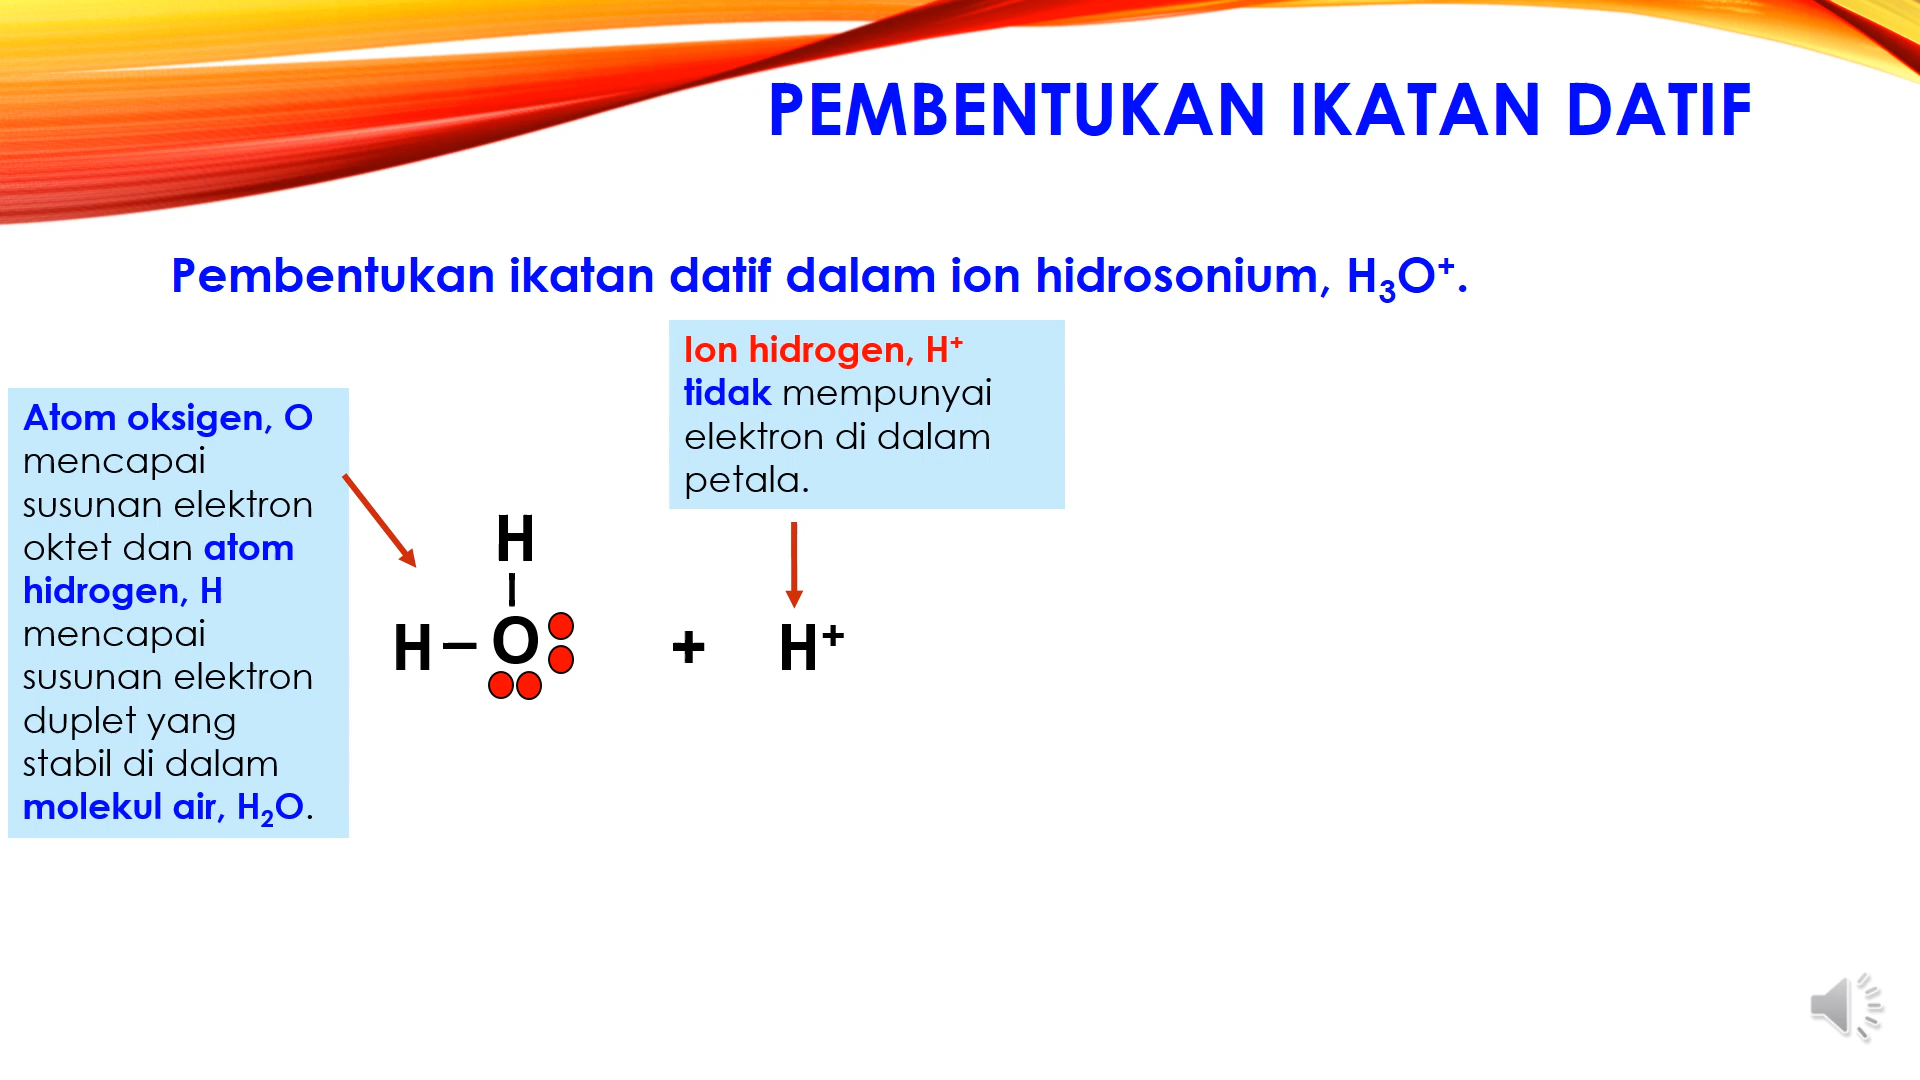 PEMBENTUKAN IKATAN DATIF
Pembentukan ikatan datif dalam ion hidrosonium, H₃O⁺.
Ion hidrogen, H⁺
tidak mempunyai
elektron di dalam
petala.
Atom oksigen, O
mencapai
susunan elektron
oktet dan atom
hidrogen, H
mencapai
susunan elektron
duplet yang
stabil di dalam
molekul air, H₂O.
H
H – O + H⁺